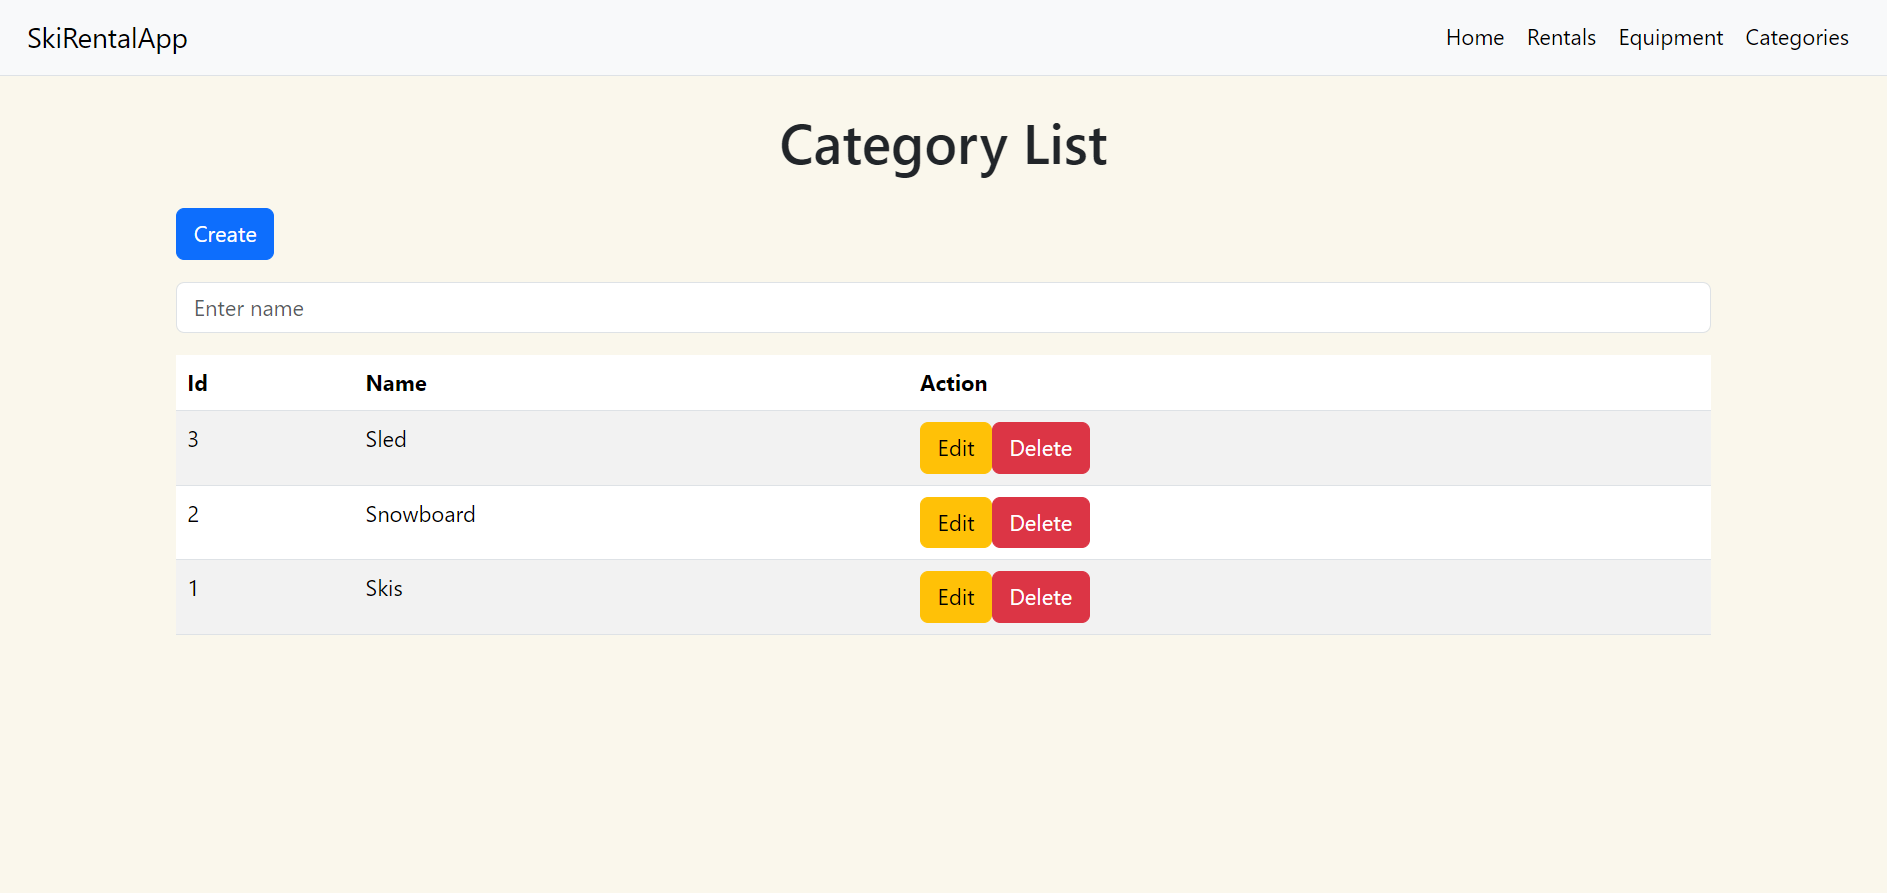 SkiRentalApp Home Rentals Equipment Categories
Category List
Create
Enter name
Id Name Action
3 Sled Edit Delete
2 Snowboard Edit Delete
1 Skis Edit Delete